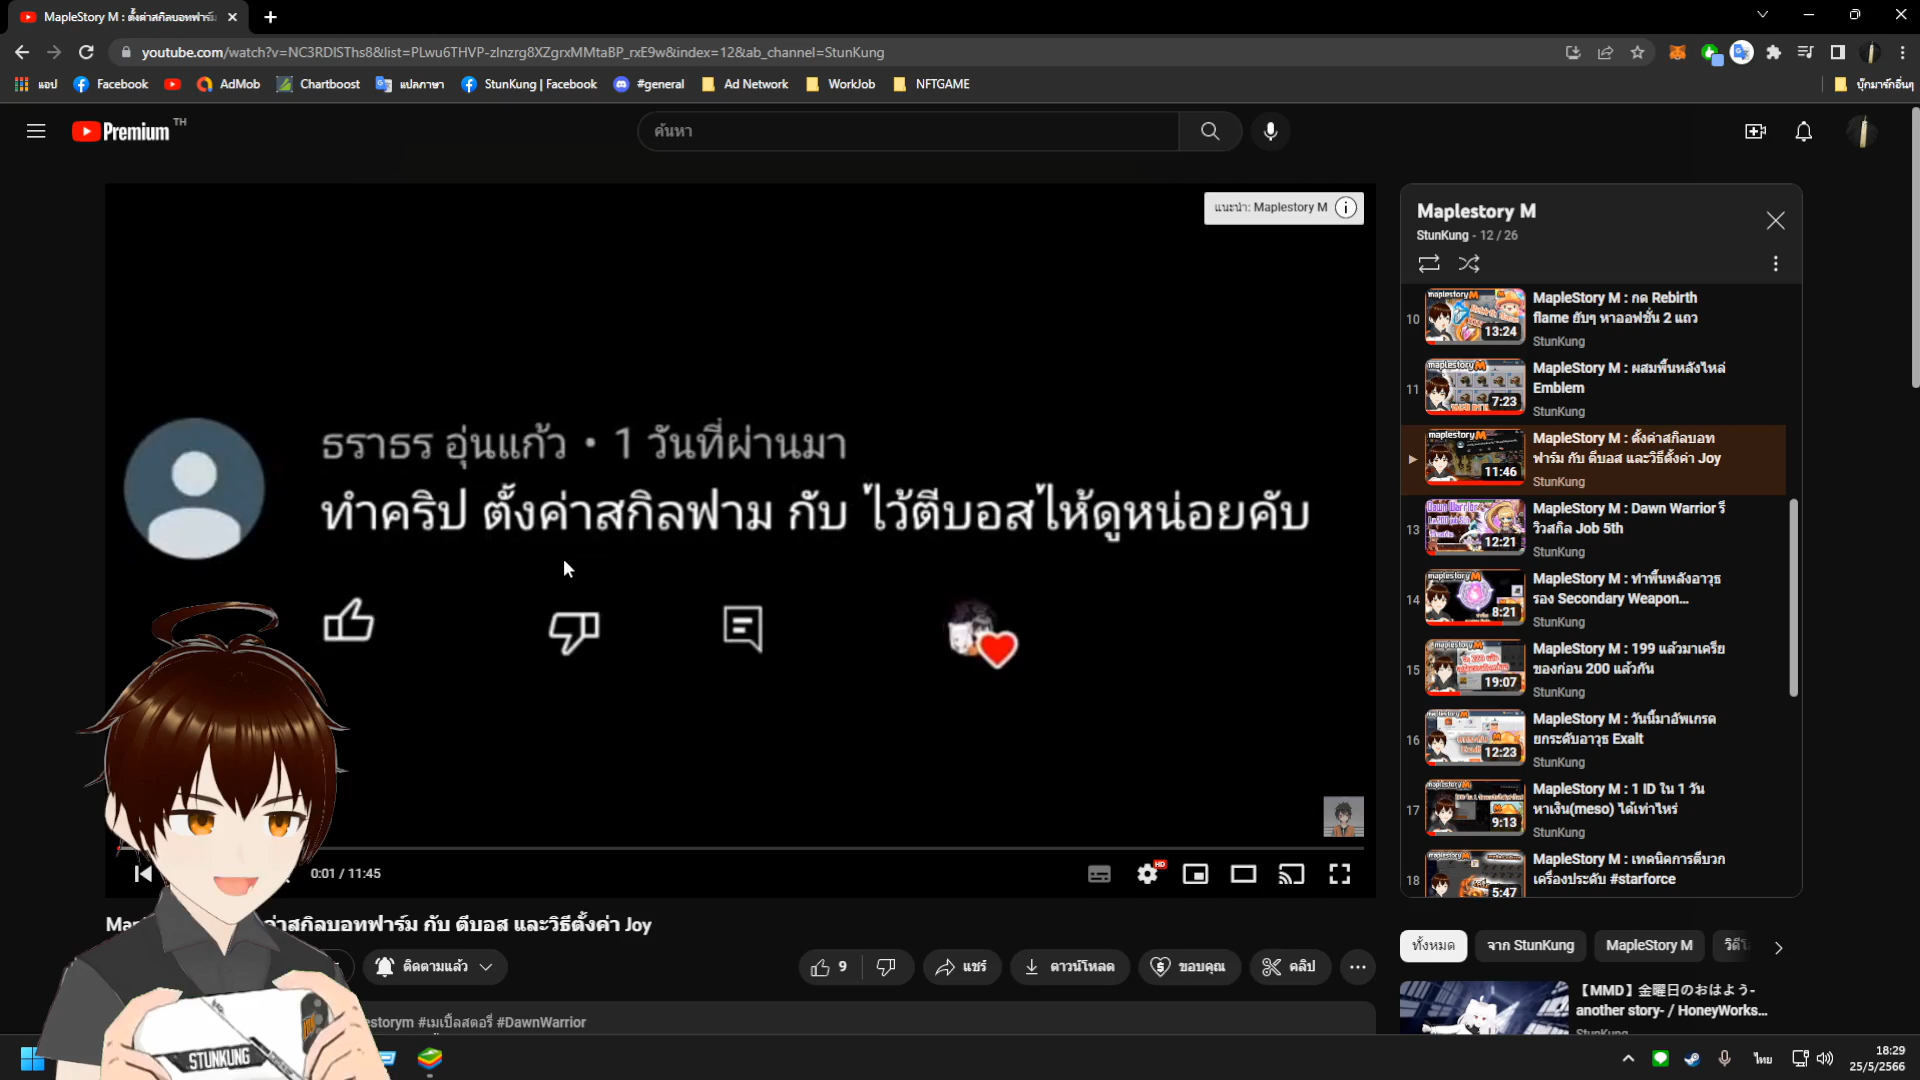 MapleStory M : ตั้งค่าสกิลบอทฟาร์ม
youtube.com/watch?v=NC3RDISThs8&list=PLwu6THVP-zlnzrg8XZgrxMMtaBP_rxE9w&index=12&ab_channel=StunKung
แอป
Facebook
AdMob
Chartboost
แปลภาษา
StunKung | Facebook
#general
Ad Network
WorkJob
NFTGAME
บุ๊กมาร์กอื่นๆ
Premium TH
ค้นหา
แนะนำ: Maplestory M
ธราธร อุ่นแก้ว • 1 วันที่ผ่านมา
ทำคริป ตั้งค่าสกิลฟาม กับ ไว้ตีบอสไห้ดูหน่อยคับ
0:01 / 11:45
HD
ค่าสกิลบอทฟาร์ม กับ ตีบอส และวิธีตั้งค่า Joy
ติดตามแล้ว
9
แชร์
ดาวน์โหลด
ขอบคุณ
คลิป
estorym #เมเปิ้ลสตอรี่ #DawnWarrior
STUNKUNG
Maplestory M
StunKung - 12 / 26
10
13:24
MapleStory M : กด Rebirth
flame ยับๆ หาออฟชั่น 2 แถว
StunKung
11
7:23
MapleStory M : ผสมพื้นหลังไหล่
Emblem
StunKung
11:46
MapleStory M : ตั้งค่าสกิลบอท
ฟาร์ม กับ ตีบอส และวิธีตั้งค่า Joy
StunKung
13
12:21
MapleStory M : Dawn Warrior รี
วิวสกิล Job 5th
StunKung
14
8:21
MapleStory M : ทำพื้นหลังอาวุธ
รอง Secondary Weapon...
StunKung
15
19:07
MapleStory M : 199 แล้วมาเครีย
ของก่อน 200 แล้วกัน
StunKung
16
12:23
MapleStory M : วันนี้มาอัพเกรด
ยกระดับอาวุธ Exalt
StunKung
17
9:13
MapleStory M : 1 ID ใน 1 วัน
หาเงิน(meso) ได้เท่าไหร่
StunKung
18
5:47
MapleStory M : เทคนิคการตีบวก
เครื่องประดับ #starforce
ทั้งหมด
จาก StunKung
MapleStory M
【MMD】金曜日のおはよう-
another story- / HoneyWorks...
StunKung
ไทย
18:29
25/5/2566